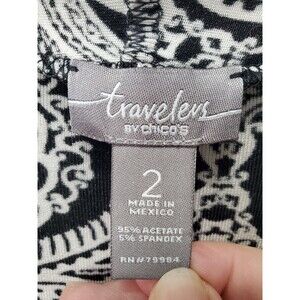 travelers
BY CHICO'S
2
MADE IN
MEXICO
95% ACETATE
5% SPANDEX
RN# 79984